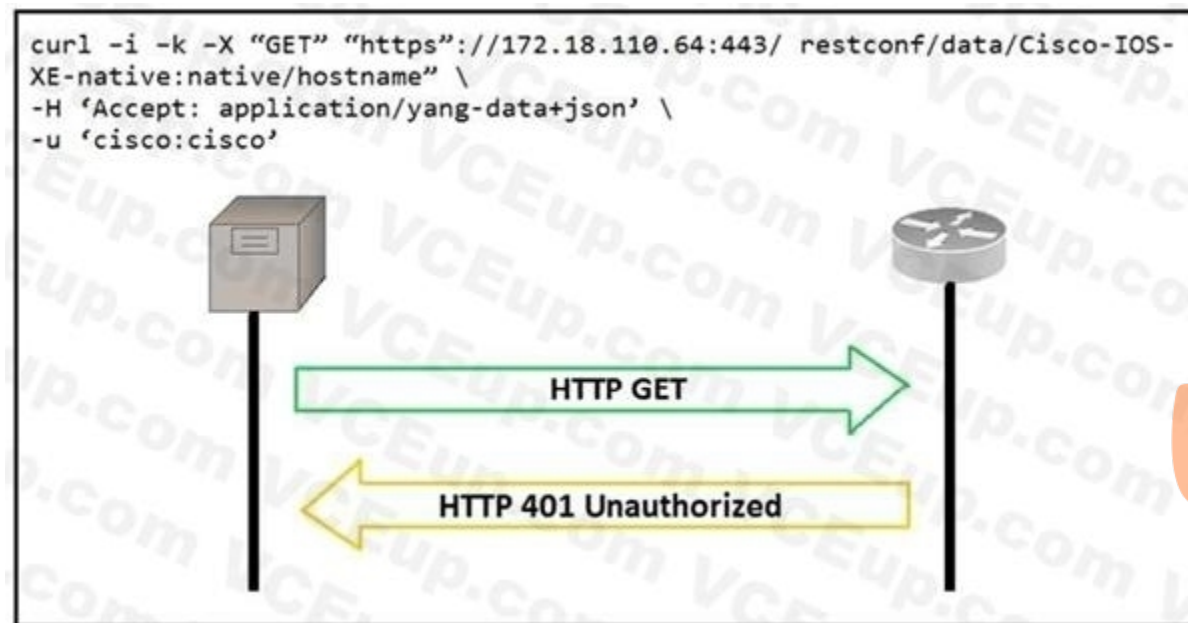 curl –i –k –X “GET” “https”://172.18.110.64:443/ restconf/data/Cisco-IOS-
XE-native:native/hostname” \
-H ‘Accept: application/yang-data+json’ \
-u ‘cisco:cisco’
HTTP GET
HTTP 401 Unauthorized